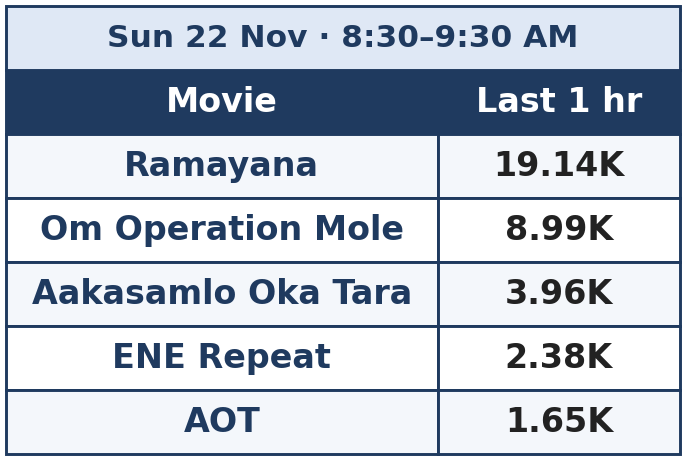 Sun 22 Nov · 8:30–9:30 AM
Movie Last 1 hr
Ramayana 19.14K
Om Operation Mole 8.99K
Aakasamlo Oka Tara 3.96K
ENE Repeat 2.38K
AOT 1.65K